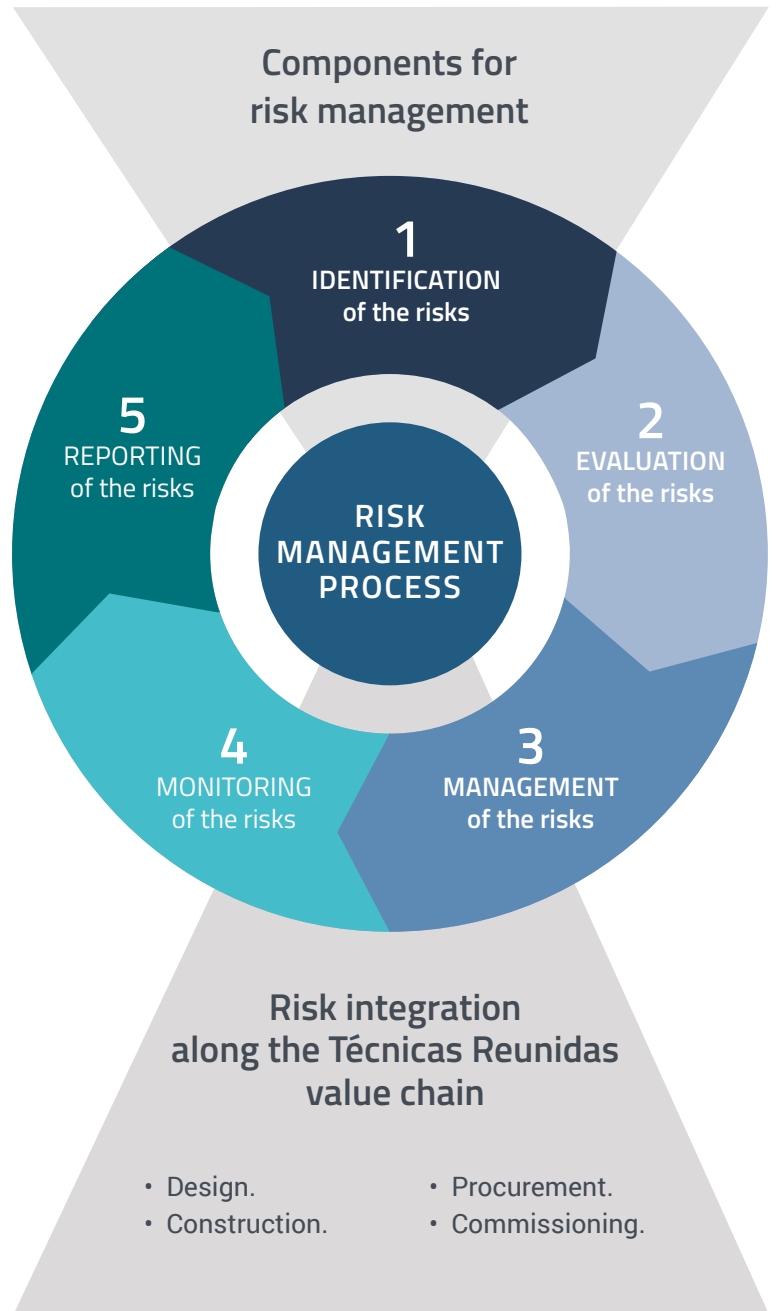 Components for
risk management
1
IDENTIFICATION
of the risks
2
EVALUATION
of the risks
3
MANAGEMENT
of the risks
4
MONITORING
of the risks
5
REPORTING
of the risks
RISK
MANAGEMENT
PROCESS
Risk integration
along the Técnicas Reunidas
value chain
• Design.
• Construction.
• Procurement.
• Commissioning.